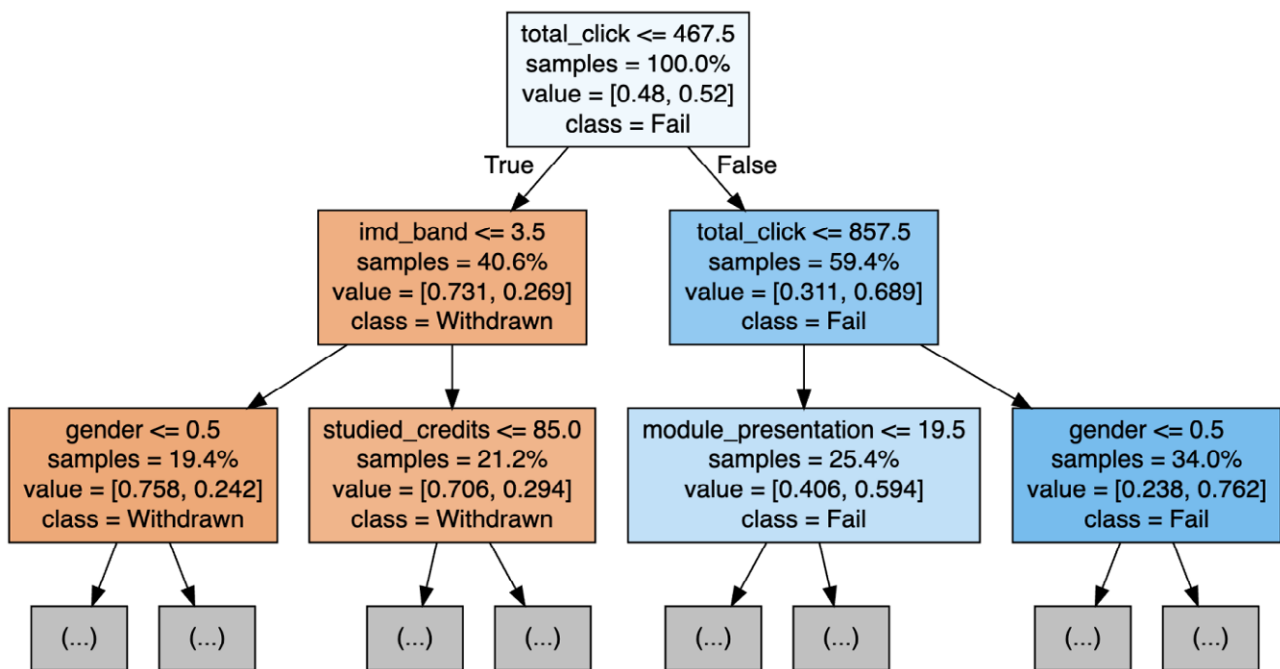 total_click <= 467.5
samples = 100.0%
value = [0.48, 0.52]
class = Fail
True
False
imd_band <= 3.5
samples = 40.6%
value = [0.731, 0.269]
class = Withdrawn
total_click <= 857.5
samples = 59.4%
value = [0.311, 0.689]
class = Fail
gender <= 0.5
samples = 19.4%
value = [0.758, 0.242]
class = Withdrawn
studied_credits <= 85.0
samples = 21.2%
value = [0.706, 0.294]
class = Withdrawn
module_presentation <= 19.5
samples = 25.4%
value = [0.406, 0.594]
class = Fail
gender <= 0.5
samples = 34.0%
value = [0.238, 0.762]
class = Fail
(...)
(...)
(...)
(...)
(...)
(...)
(...)
(...)